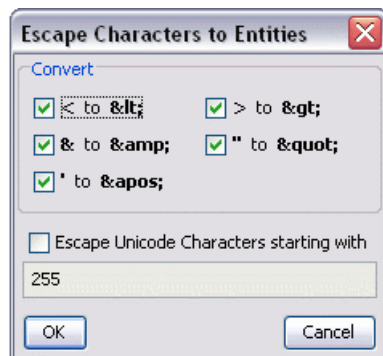 Escape Characters to Entities
Convert
< to &lt; > to &gt;
& to &amp; " to &quot;
' to &apos;
Escape Unicode Characters starting with
255
OK Cancel